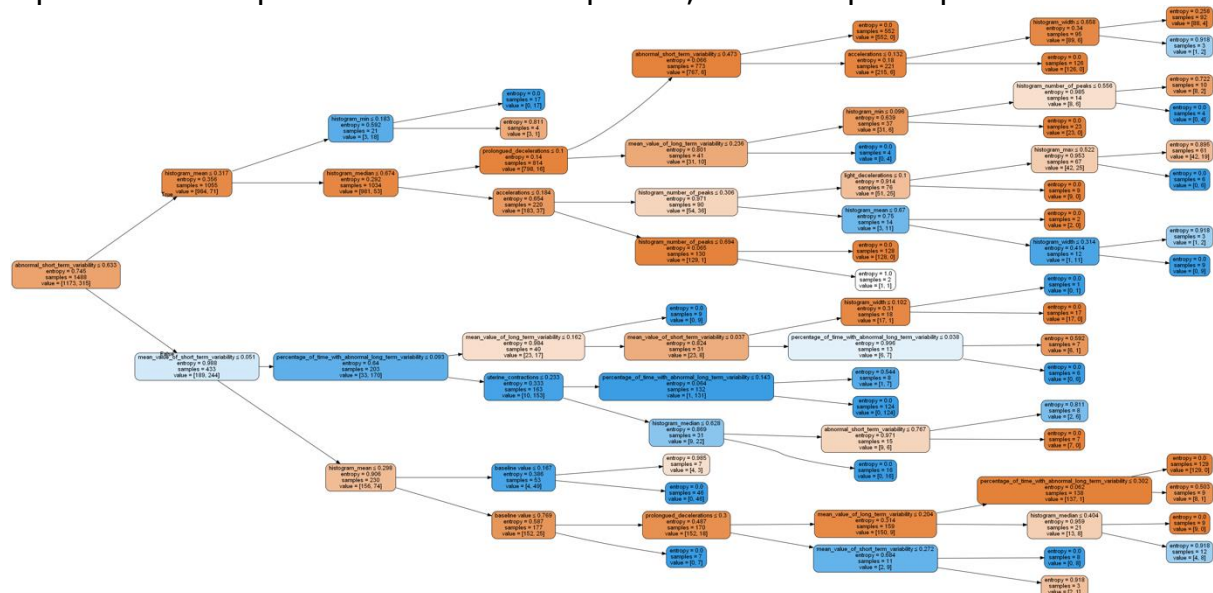 abnormal_short_term_variability ≤ 0.633
entropy = 0.745
samples = 1488
value = [1173, 315]
histogram_mean ≤ 0.317
entropy = 0.356
samples = 1055
value = [984, 71]
mean_value_of_short_term_variability ≤ 0.051
entropy = 0.988
samples = 433
value = [189, 244]
histogram_min ≤ 0.183
entropy = 0.592
samples = 21
value = [3, 18]
histogram_median ≤ 0.674
entropy = 0.292
samples = 1034
value = [981, 53]
percentage_of_time_with_abnormal_long_term_variability ≤ 0.093
entropy = 0.64
samples = 203
value = [33, 170]
histogram_mean ≤ 0.298
entropy = 0.906
samples = 230
value = [156, 74]
entropy = 0.0
samples = 17
value = [0, 17]
entropy = 0.811
samples = 4
value = [3, 1]
prolongued_decelerations ≤ 0.1
entropy = 0.14
samples = 814
value = [798, 16]
accelerations ≤ 0.184
entropy = 0.654
samples = 220
value = [183, 37]
mean_value_of_long_term_variability ≤ 0.162
entropy = 0.984
samples = 40
value = [23, 17]
uterine_contractions ≤ 0.233
entropy = 0.333
samples = 163
value = [10, 153]
baseline value ≤ 0.167
entropy = 0.386
samples = 53
value = [4, 49]
baseline value ≤ 0.769
entropy = 0.587
samples = 177
value = [152, 25]
abnormal_short_term_variability ≤ 0.473
entropy = 0.066
samples = 773
value = [767, 6]
mean_value_of_long_term_variability ≤ 0.236
entropy = 0.801
samples = 41
value = [31, 10]
histogram_number_of_peaks ≤ 0.306
entropy = 0.971
samples = 90
value = [54, 36]
histogram_number_of_peaks ≤ 0.694
entropy = 0.065
samples = 130
value = [129, 1]
entropy = 0.0
samples = 9
value = [0, 9]
mean_value_of_short_term_variability ≤ 0.037
entropy = 0.824
samples = 31
value = [23, 8]
percentage_of_time_with_abnormal_long_term_variability ≤ 0.143
entropy = 0.064
samples = 132
value = [1, 131]
histogram_median ≤ 0.628
entropy = 0.869
samples = 31
value = [9, 22]
entropy = 0.985
samples = 7
value = [4, 3]
entropy = 0.0
samples = 46
value = [0, 46]
prolongued_decelerations ≤ 0.3
entropy = 0.487
samples = 170
value = [152, 18]
entropy = 0.0
samples = 7
value = [0, 7]
entropy = 0.0
samples = 552
value = [552, 0]
accelerations ≤ 0.132
entropy = 0.18
samples = 221
value = [215, 6]
histogram_min ≤ 0.096
entropy = 0.639
samples = 37
value = [31, 6]
entropy = 0.0
samples = 4
value = [0, 4]
light_decelerations ≤ 0.1
entropy = 0.914
samples = 76
value = [51, 25]
histogram_mean ≤ 0.67
entropy = 0.75
samples = 14
value = [3, 11]
entropy = 0.0
samples = 128
value = [128, 0]
entropy = 1.0
samples = 2
value = [1, 1]
histogram_width ≤ 0.102
entropy = 0.31
samples = 18
value = [17, 1]
percentage_of_time_with_abnormal_long_term_variability ≤ 0.038
entropy = 0.996
samples = 13
value = [6, 7]
entropy = 0.544
samples = 8
value = [1, 7]
entropy = 0.0
samples = 124
value = [0, 124]
abnormal_short_term_variability ≤ 0.767
entropy = 0.971
samples = 15
value = [9, 6]
entropy = 0.0
samples = 16
value = [0, 16]
mean_value_of_long_term_variability ≤ 0.204
entropy = 0.314
samples = 159
value = [150, 9]
mean_value_of_short_term_variability ≤ 0.272
entropy = 0.684
samples = 11
value = [2, 9]
histogram_width ≤ 0.658
entropy = 0.34
samples = 95
value = [89, 6]
entropy = 0.0
samples = 126
value = [126, 0]
histogram_number_of_peaks ≤ 0.556
entropy = 0.985
samples = 14
value = [8, 6]
entropy = 0.0
samples = 23
value = [23, 0]
histogram_max ≤ 0.522
entropy = 0.953
samples = 67
value = [42, 25]
entropy = 0.0
samples = 9
value = [9, 0]
entropy = 0.0
samples = 2
value = [2, 0]
histogram_width ≤ 0.314
entropy = 0.414
samples = 12
value = [1, 11]
entropy = 0.0
samples = 1
value = [0, 1]
entropy = 0.0
samples = 17
value = [17, 0]
entropy = 0.592
samples = 7
value = [6, 1]
entropy = 0.0
samples = 6
value = [0, 6]
entropy = 0.811
samples = 8
value = [2, 6]
entropy = 0.0
samples = 7
value = [7, 0]
percentage_of_time_with_abnormal_long_term_variability ≤ 0.302
entropy = 0.062
samples = 138
value = [137, 1]
histogram_median ≤ 0.404
entropy = 0.959
samples = 21
value = [13, 8]
entropy = 0.0
samples = 8
value = [0, 8]
entropy = 0.918
samples = 3
value = [2, 1]
entropy = 0.258
samples = 92
value = [88, 4]
entropy = 0.918
samples = 3
value = [1, 2]
entropy = 0.722
samples = 10
value = [8, 2]
entropy = 0.0
samples = 4
value = [0, 4]
entropy = 0.895
samples = 61
value = [42, 19]
entropy = 0.0
samples = 6
value = [0, 6]
entropy = 0.918
samples = 3
value = [1, 2]
entropy = 0.0
samples = 9
value = [0, 9]
entropy = 0.0
samples = 129
value = [129, 0]
entropy = 0.503
samples = 9
value = [8, 1]
entropy = 0.0
samples = 9
value = [9, 0]
entropy = 0.918
samples = 12
value = [4, 8]